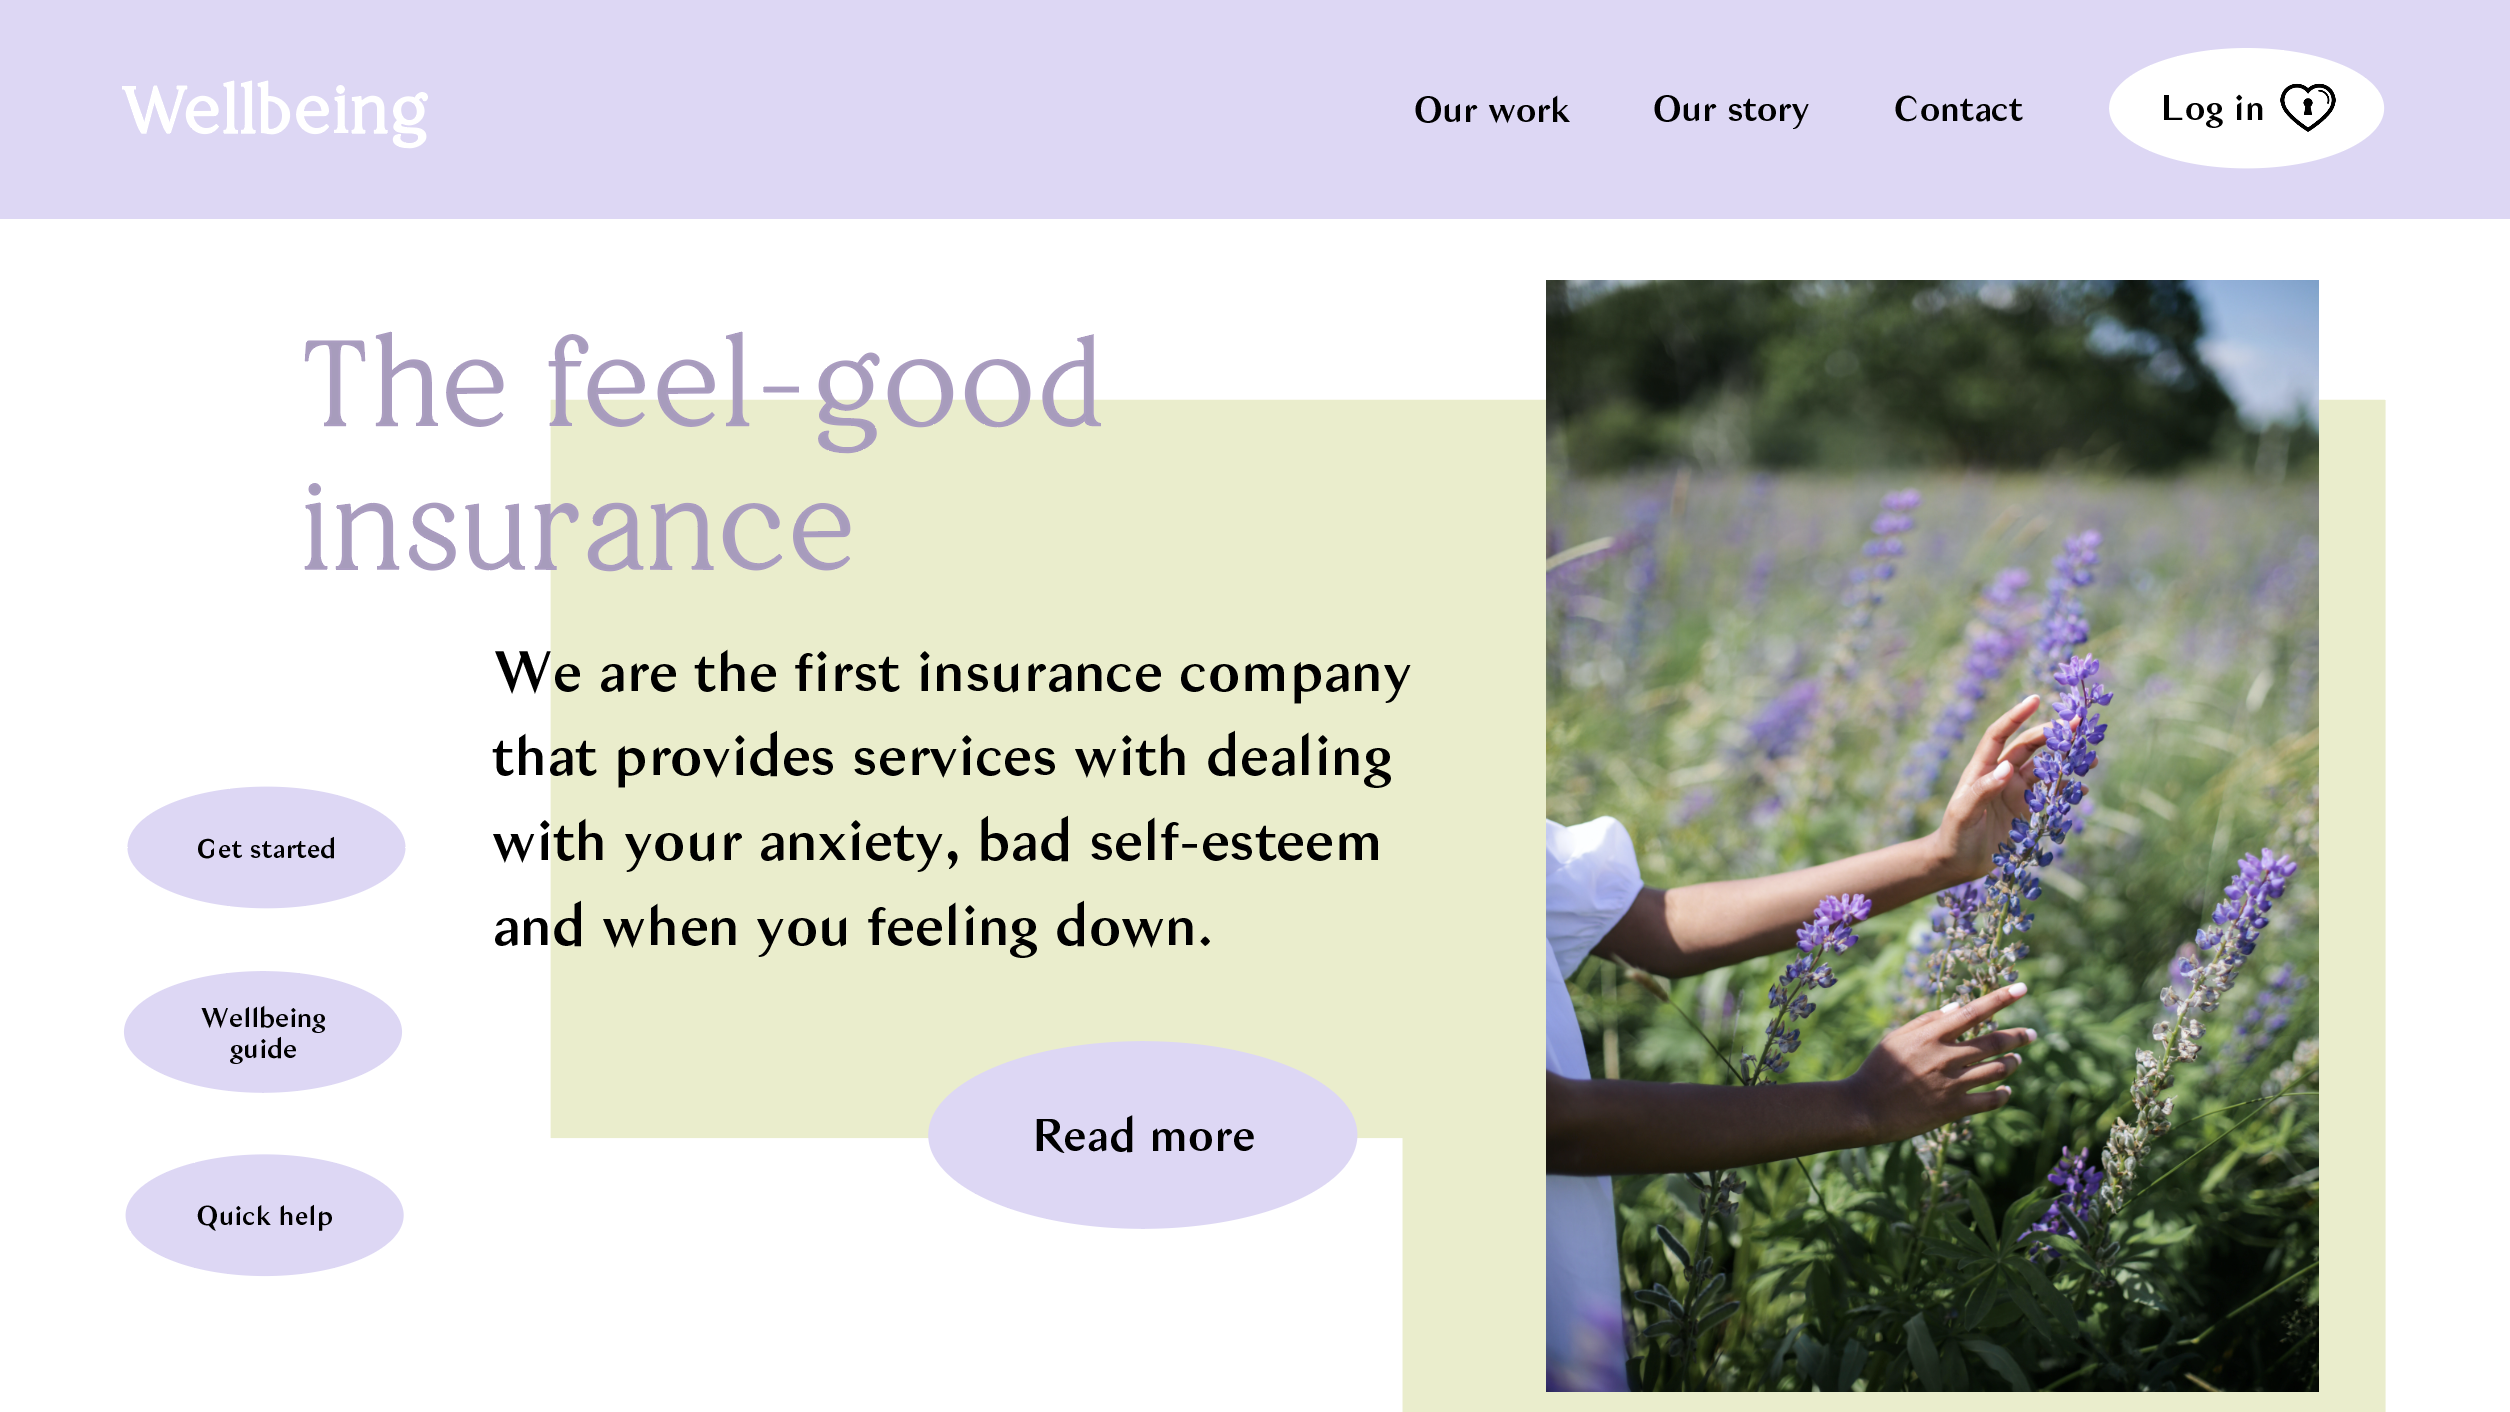 Wellbeing
Our work
Our story
Contact
Log in
The feel-good
insurance
We are the first insurance company
that provides services with dealing
with your anxiety, bad self-esteem
and when you feeling down.
Get started
Wellbeing
guide
Quick help
Read more